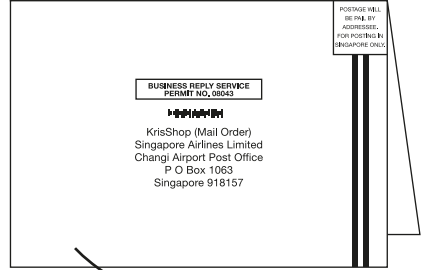 POSTAGE WILL
BE PAIL BY
ADDRESSEE.
FOR POSTING IN
SINGAPORE ONLY.
BUSINESS REPLY SERVICE
PERMIT NO. 08043
KrisShop (Mail Order)
Singapore Airlines Limited
Changi Airport Post Office
P O Box 1063
Singapore 918157